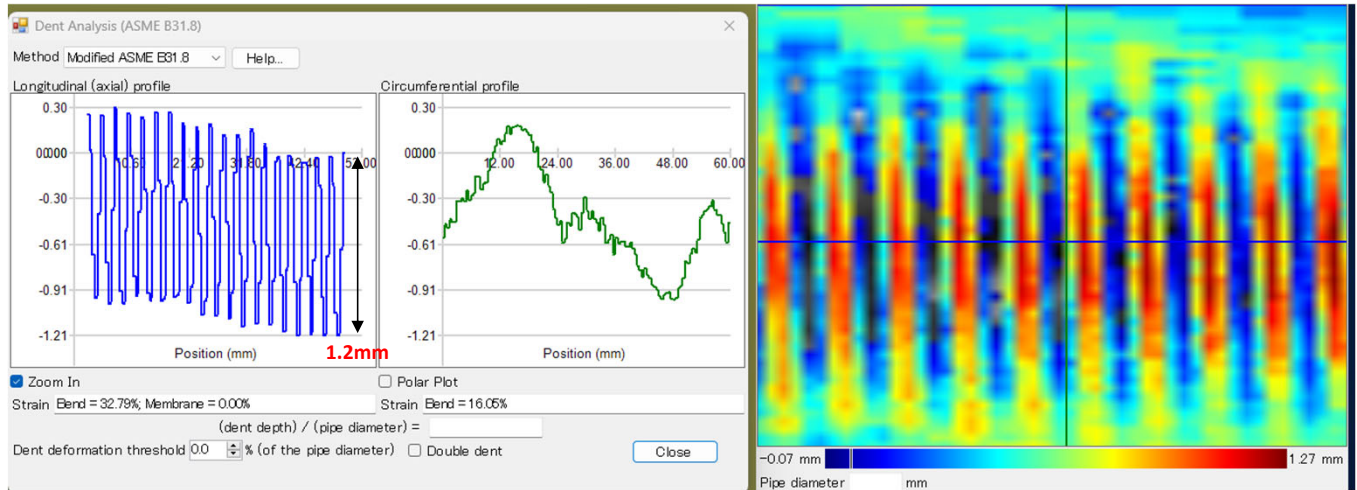 Dent Analysis (ASME B31.8)
Method Modified ASME B31.8 Help...
Longitudinal (axial) profile
Circumferential profile
0.30
-0.30
-0.61
-0.91
-1.21
Position (mm)
1.2mm
0.30
12.00 24.00 36.00 48.00 60.00
-0.30
-0.61
-0.91
-1.21
Position (mm)
Zoom In
Polar Plot
Strain Bend = 32.79%; Membrane = 0.00%
Strain Bend = 16.05%
(dent depth) / (pipe diameter) =
Dent deformation threshold 0.0 % (of the pipe diameter) Double dent Close
-0.07 mm 1.27 mm
Pipe diameter mm